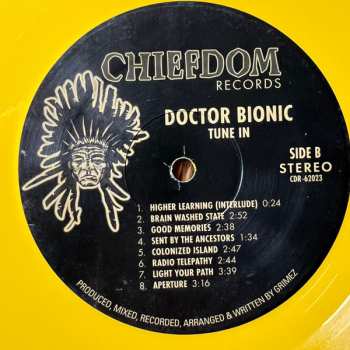 CHIEFDOM
RECORDS
DOCTOR BIONIC
TUNE IN
SIDE B
STEREO
CDR-62023
1. HIGHER LEARNING (INTERLUDE) 0:24
2. BRAIN WASHED STATE 2:52
3. GOOD MEMORIES 2:38
4. SENT BY THE ANCESTORS 1:34
5. COLONIZED ISLAND 2:47
6. RADIO TELEPATHY 2:44
7. LIGHT YOUR PATH 3:39
8. APERTURE 3:16
PRODUCED, MIXED, RECORDED, ARRANGED & WRITTEN BY GRIMEZ